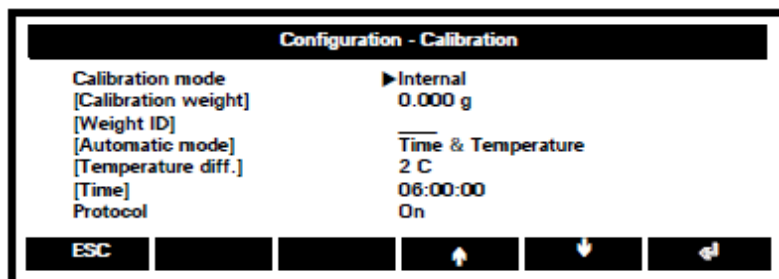 Configuration - Calibration
Calibration mode ▶Internal
[Calibration weight] 0.000 g
[Weight ID] ___
[Automatic mode] Time & Temperature
[Temperature diff.] 2 C
[Time] 06:00:00
Protocol On
ESC